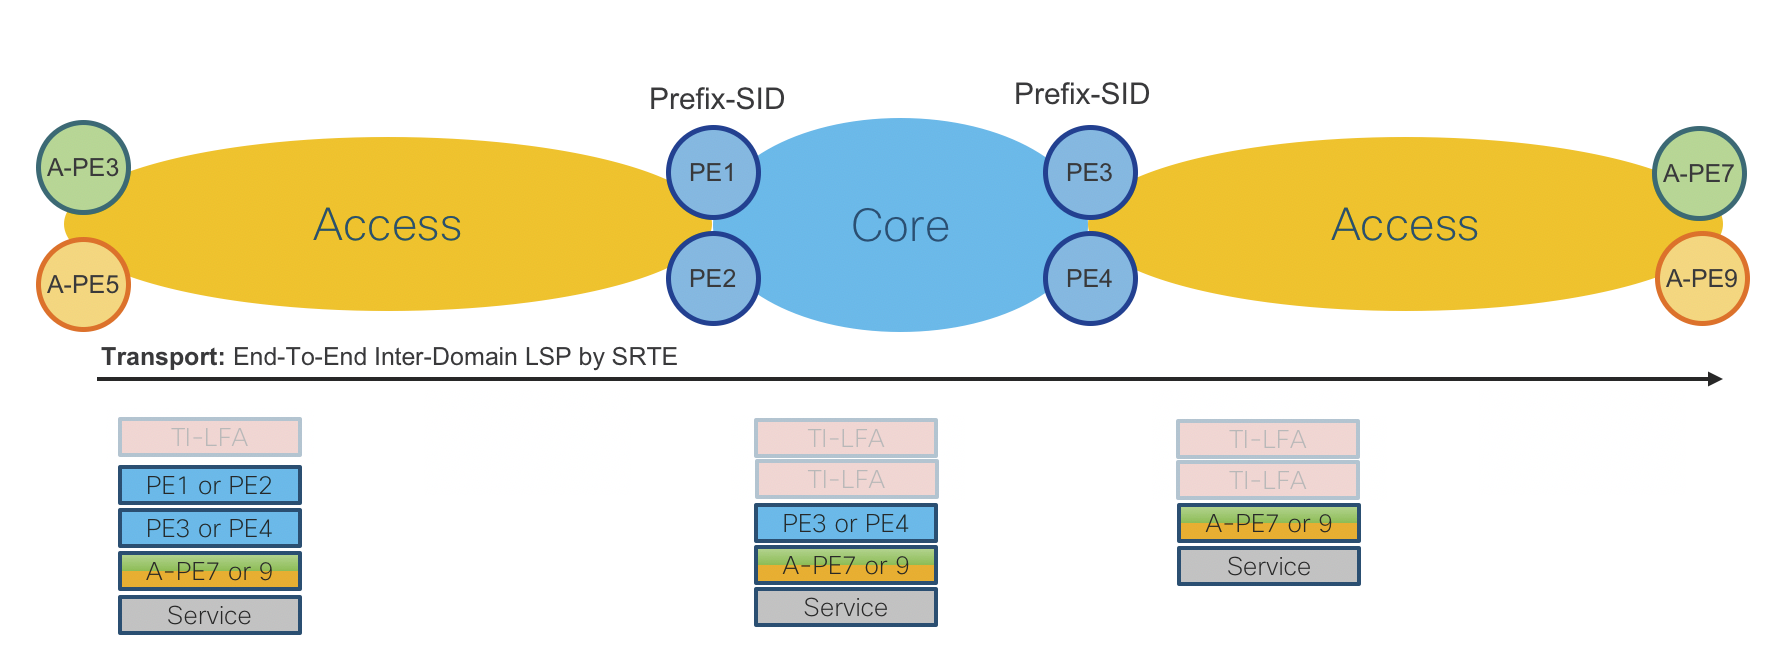 Prefix-SID
Prefix-SID
A-PE3
PE1
PE3
A-PE7
Access
Core
Access
A-PE5
PE2
PE4
A-PE9
Transport: End-To-End Inter-Domain LSP by SRTE
TI-LFA
PE1 or PE2
PE3 or PE4
A-PE7 or 9
Service
TI-LFA
TI-LFA
PE3 or PE4
A-PE7 or 9
Service
TI-LFA
TI-LFA
A-PE7 or 9
Service